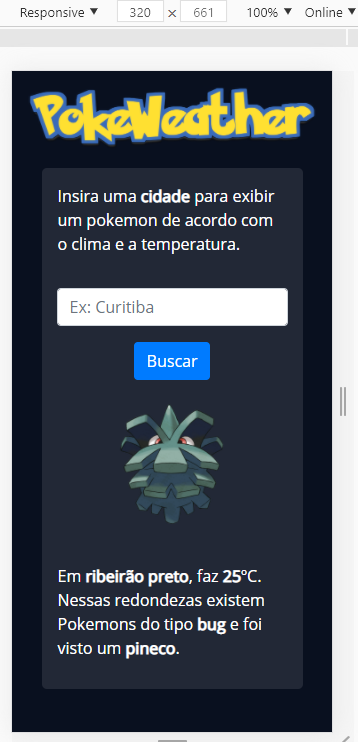 Responsive ▼ 320 × 661 100% ▼ Online ▼
PokeWeather
Insira uma cidade para exibir
um pokemon de acordo com
o clima e a temperatura.
Ex: Curitiba
Buscar
Em ribeirão preto, faz 25ºC.
Nessas redondezas existem
Pokemons do tipo bug e foi
visto um pineco.